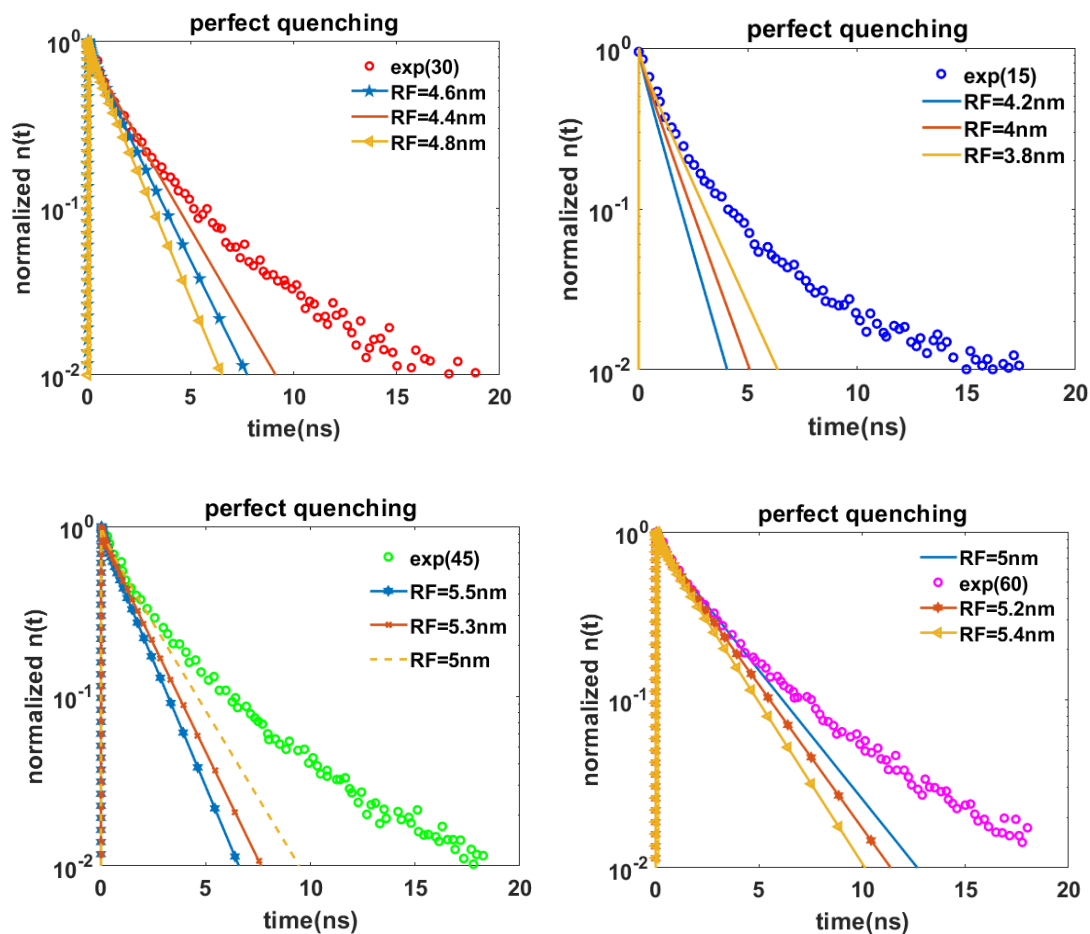 perfect quenching
10^0
10^-1
10^-2
normalized n(t)
exp(30)
RF=4.6nm
RF=4.4nm
RF=4.8nm
0 5 10 15 20
time(ns)
perfect quenching
10^0
10^-1
10^-2
normalized n(t)
exp(15)
RF=4.2nm
RF=4nm
RF=3.8nm
0 5 10 15 20
time(ns)
perfect quenching
10^0
10^-1
10^-2
normalized n(t)
exp(45)
RF=5.5nm
RF=5.3nm
RF=5nm
0 5 10 15 20
time(ns)
perfect quenching
10^0
10^-1
10^-2
normalized n(t)
RF=5nm
exp(60)
RF=5.2nm
RF=5.4nm
0 5 10 15 20
time(ns)